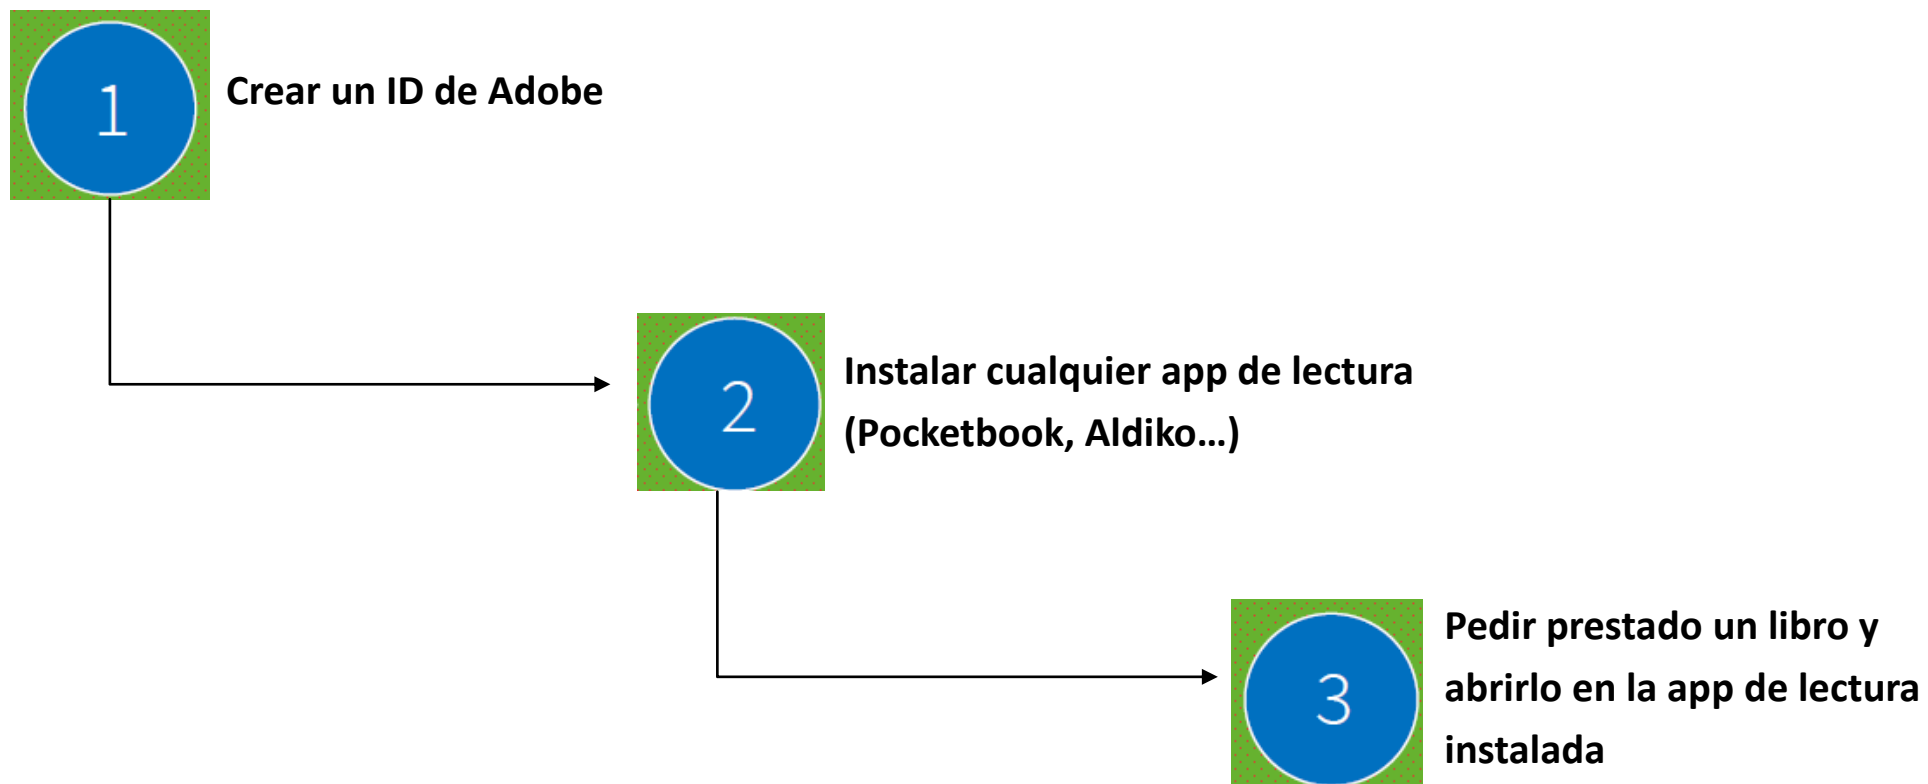 1
Crear un ID de Adobe
2
Instalar cualquier app de lectura
(Pocketbook, Aldiko…)
3
Pedir prestado un libro y
abrirlo en la app de lectura
instalada